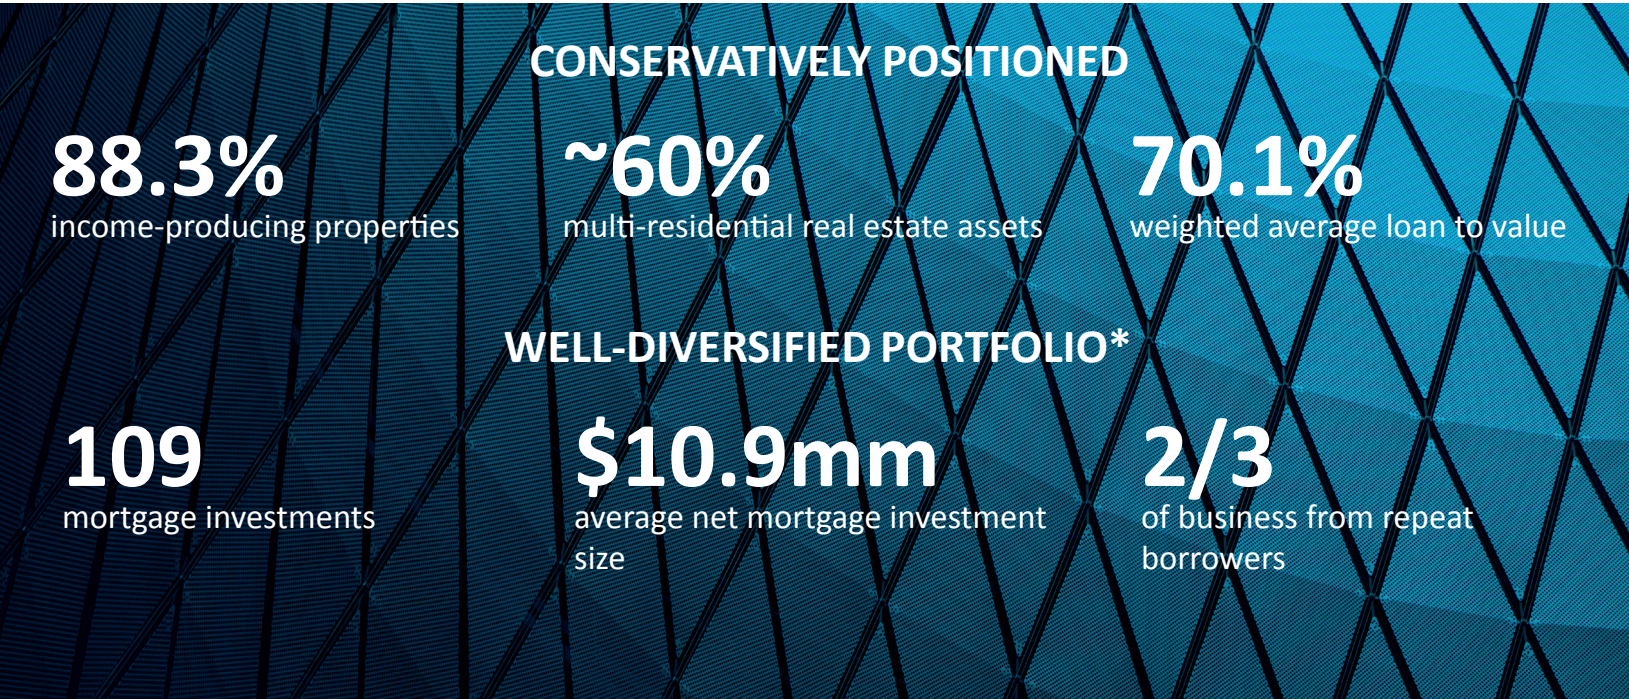 CONSERVATIVELY POSITIONED
88.3%
income-producing properties
~60%
multi-residential real estate assets
70.1%
weighted average loan to value
WELL-DIVERSIFIED PORTFOLIO*
109
mortgage investments
$10.9mm
average net mortgage investment
size
2/3
of business from repeat
borrowers